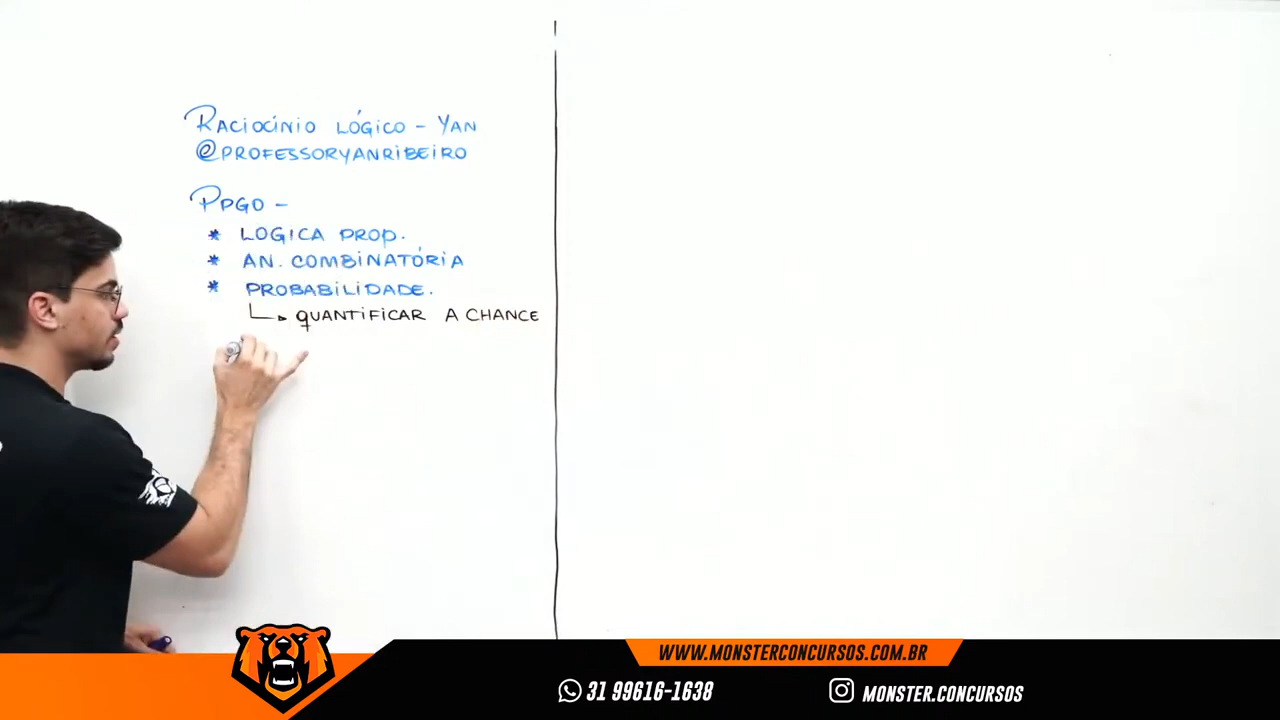 RACIOCÍNIO LÓGICO - YAN
@PROFESSORYANRIBEIRO
PPGO -
* LOGICA PROP.
* AN. COMBINATÓRIA
* PROBABILIDADE.
QUANTIFICAR A CHANCE
WWW.MONSTERCONCURSOS.COM.BR
31 99616-1638
MONSTER.CONCURSOS